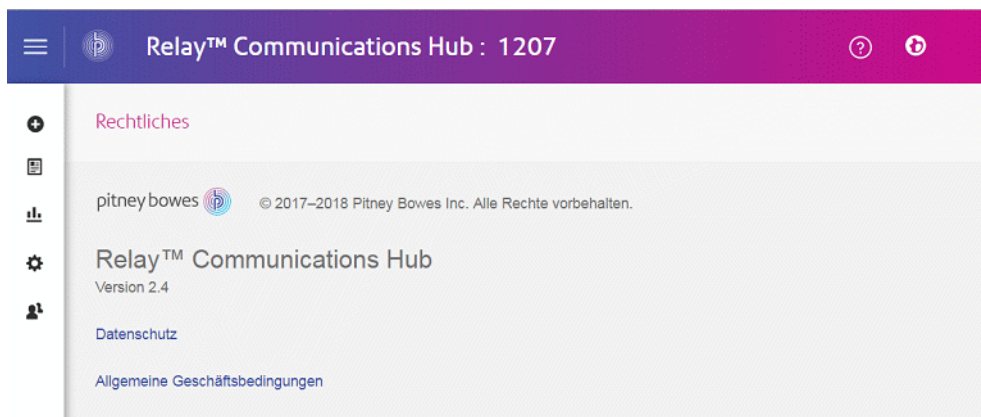 Relay™ Communications Hub : 1207
Rechtliches
pitney bowes © 2017–2018 Pitney Bowes Inc. Alle Rechte vorbehalten.
Relay™ Communications Hub
Version 2.4
Datenschutz
Allgemeine Geschäftsbedingungen